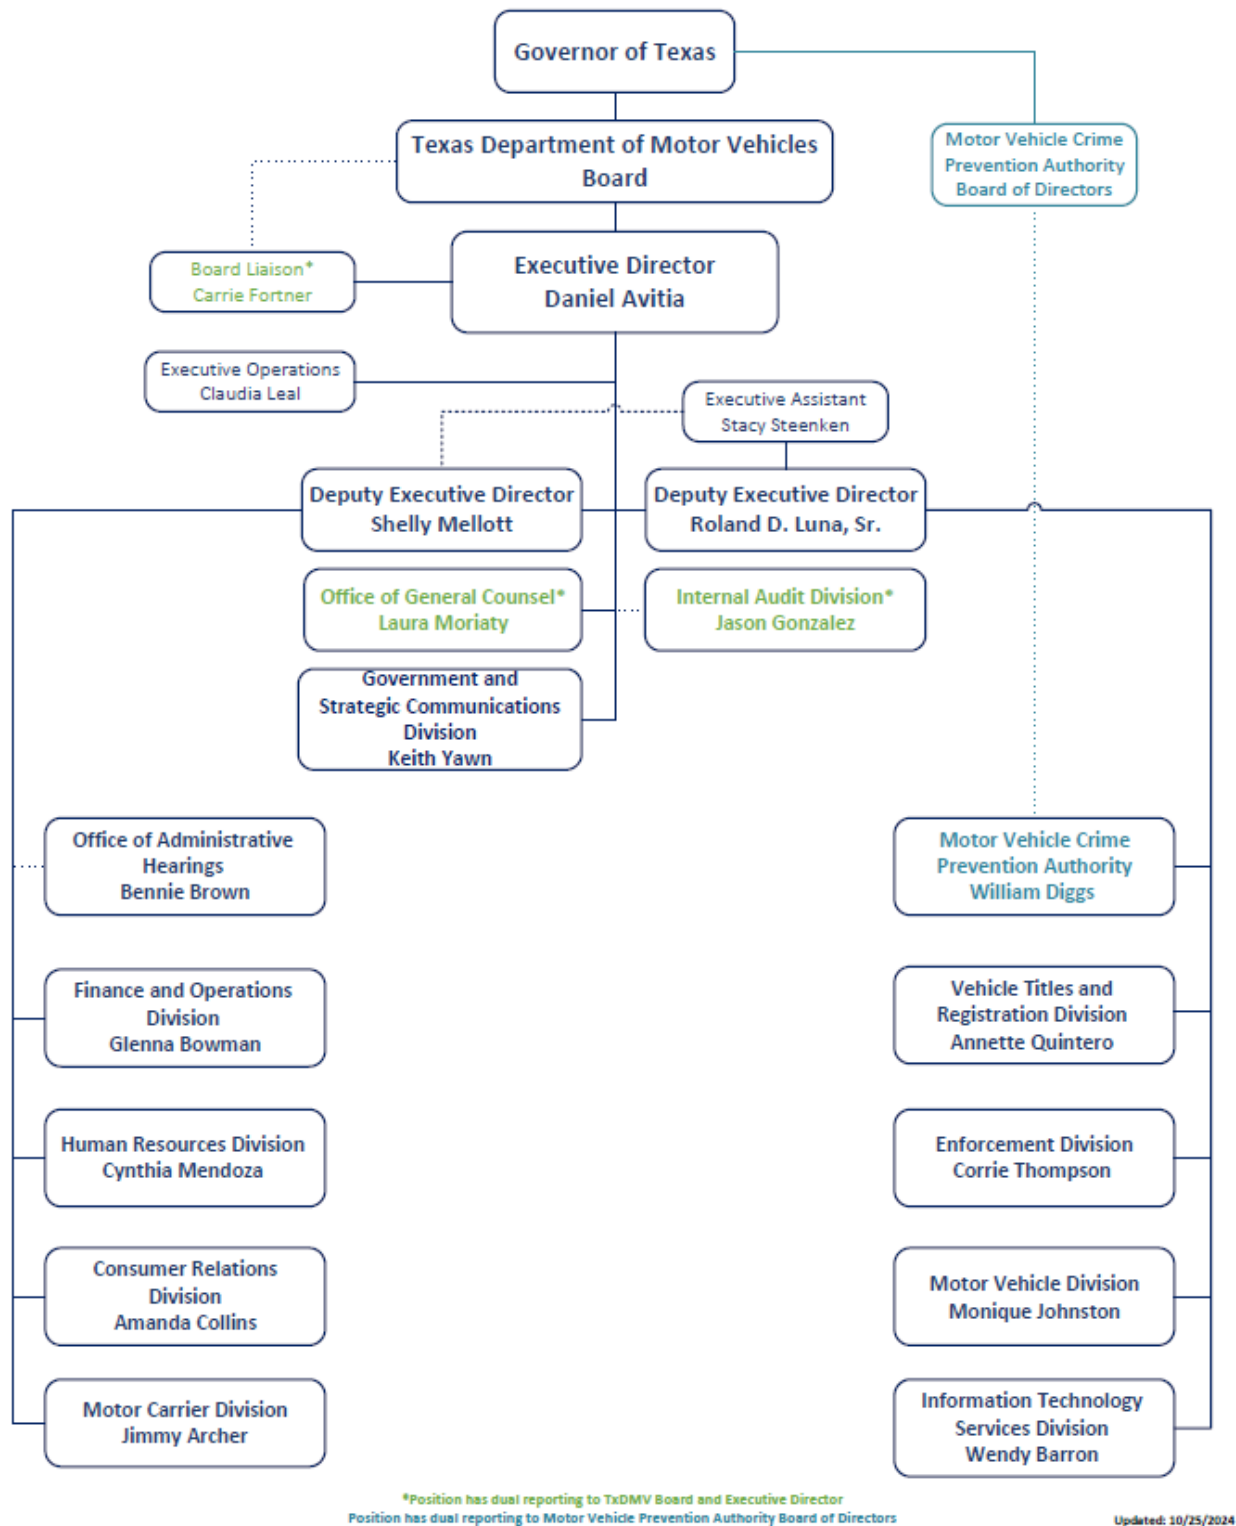 Governor of Texas
Texas Department of Motor Vehicles
Board
Motor Vehicle Crime
Prevention Authority
Board of Directors
Board Liaison*
Carrie Fortner
Executive Director
Daniel Avitia
Executive Operations
Claudia Leal
Executive Assistant
Stacy Steenken
Deputy Executive Director
Shelly Mellott
Deputy Executive Director
Roland D. Luna, Sr.
Office of General Counsel*
Laura Moriaty
Internal Audit Division*
Jason Gonzalez
Government and
Strategic Communications
Division
Keith Yawn
Office of Administrative
Hearings
Bennie Brown
Motor Vehicle Crime
Prevention Authority
William Diggs
Finance and Operations
Division
Glenna Bowman
Vehicle Titles and
Registration Division
Annette Quintero
Human Resources Division
Cynthia Mendoza
Enforcement Division
Corrie Thompson
Consumer Relations
Division
Amanda Collins
Motor Vehicle Division
Monique Johnston
Motor Carrier Division
Jimmy Archer
Information Technology
Services Division
Wendy Barron
*Position has dual reporting to TxDMV Board and Executive Director
Position has dual reporting to Motor Vehicle Prevention Authority Board of Directors
Updated: 10/25/2024